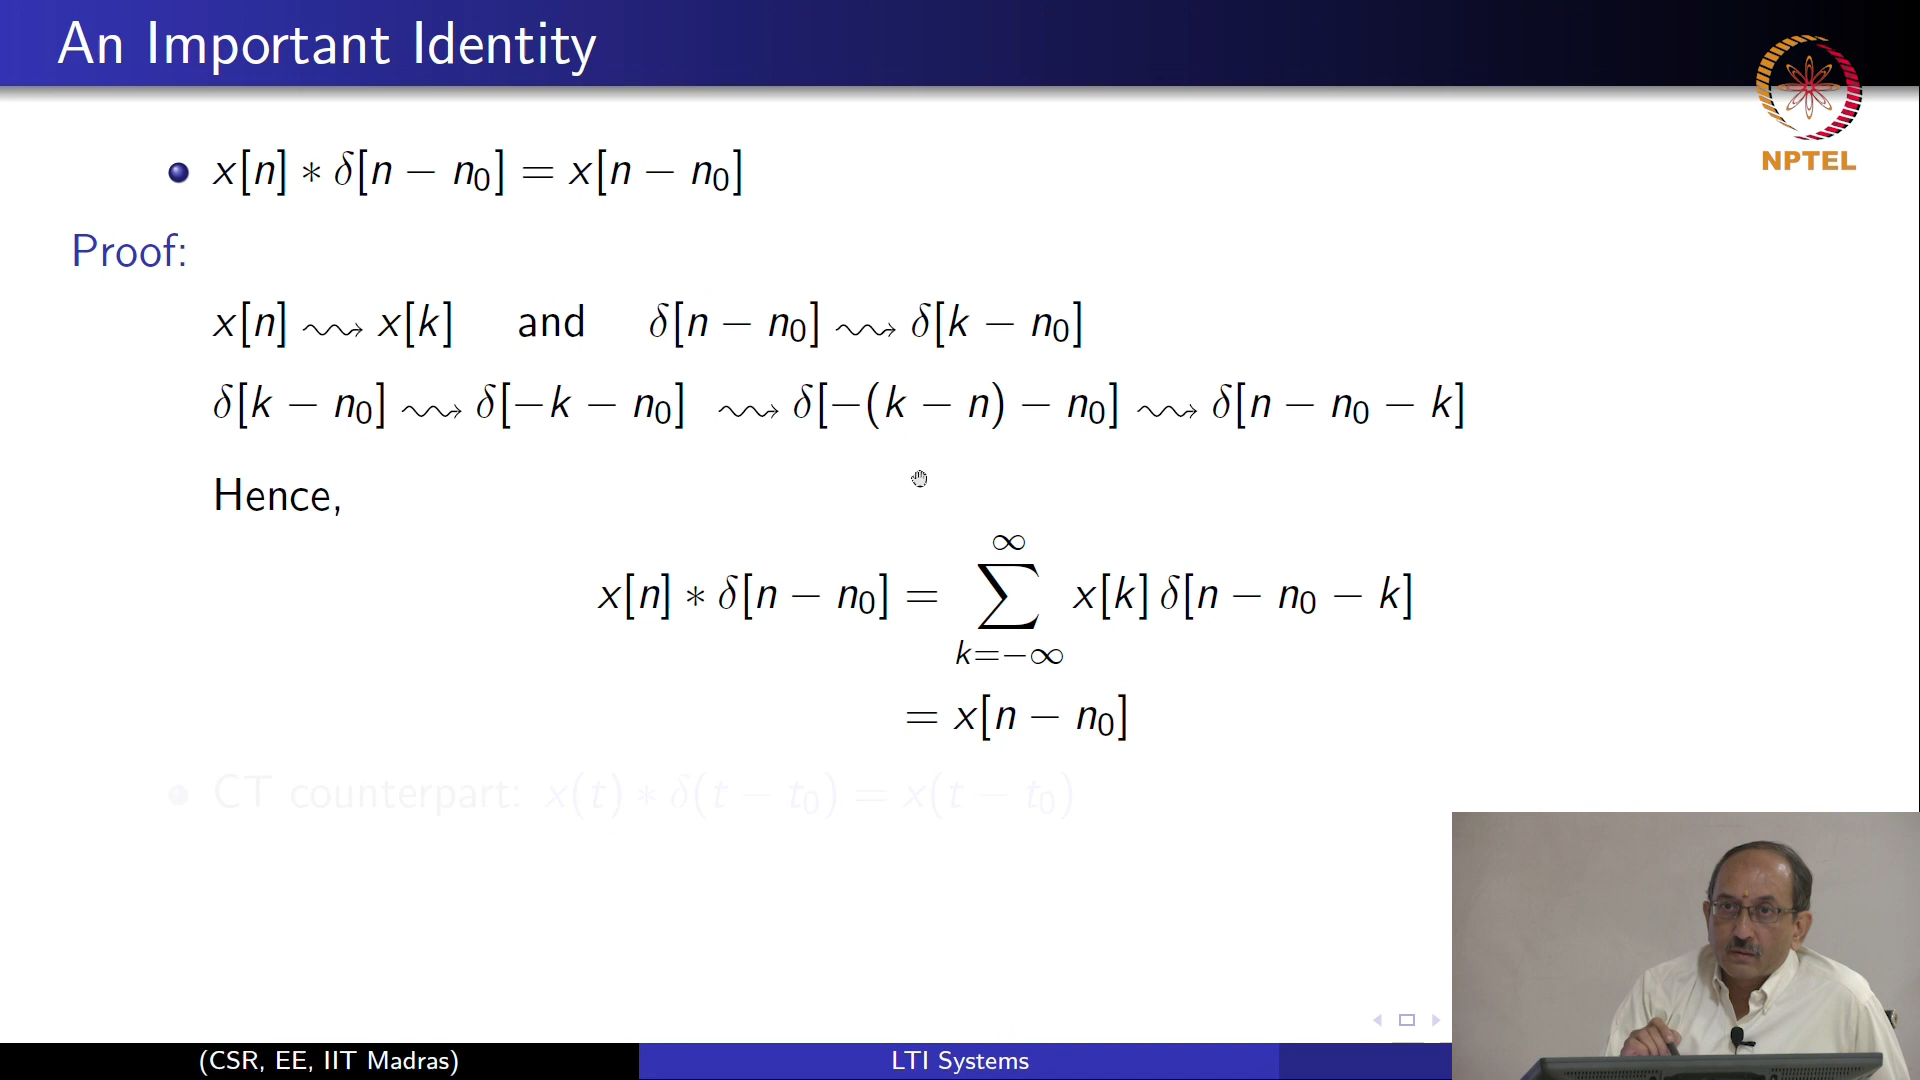 An Important Identity
NPTEL
x[n] ∗ δ[n − n₀] = x[n − n₀]
Proof:
x[n] ⇝ x[k] and δ[n − n₀] ⇝ δ[k − n₀]
δ[k − n₀] ⇝ δ[−k − n₀] ⇝ δ[−(k − n) − n₀] ⇝ δ[n − n₀ − k]
Hence,
x[n] ∗ δ[n − n₀] = ∑_{k=−∞}^{∞} x[k] δ[n − n₀ − k]
= x[n − n₀]
CT counterpart: x(t) ∗ δ(t − t₀) = x(t − t₀)
(CSR, EE, IIT Madras) LTI Systems